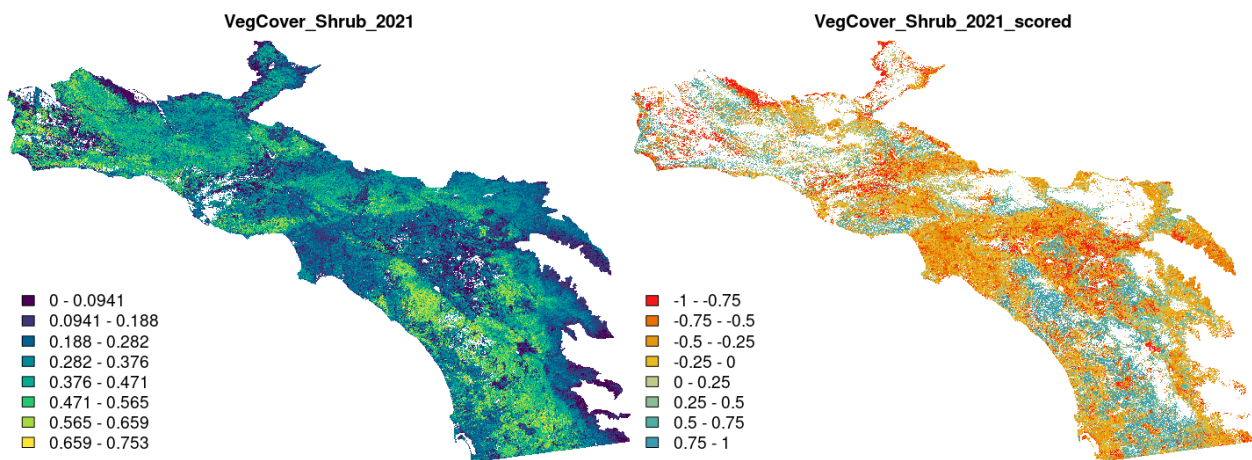 VegCover_Shrub_2021
0 - 0.0941
0.0941 - 0.188
0.188 - 0.282
0.282 - 0.376
0.376 - 0.471
0.471 - 0.565
0.565 - 0.659
0.659 - 0.753
VegCover_Shrub_2021_scored
-1 - -0.75
-0.75 - -0.5
-0.5 - -0.25
-0.25 - 0
0 - 0.25
0.25 - 0.5
0.5 - 0.75
0.75 - 1